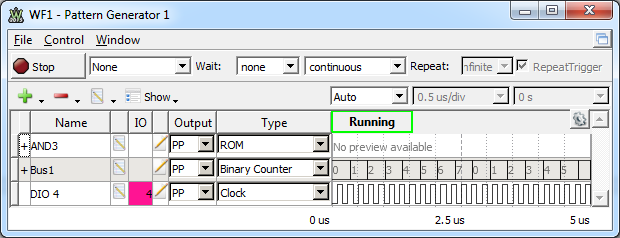 WF1 - Pattern Generator 1
File Control Window
Stop None Wait: none continuous Repeat: nfinite RepeatTrigger
Show Auto 0.5 us/div 0 s
Name IO Output Type Running
+ AND3 PP ROM No preview available
+ Bus1 PP Binary Counter 0 1 2 3 4 5 6 7 0 1 2 3 4 5
DIO 4 4 PP Clock
0 us 2.5 us 5 us